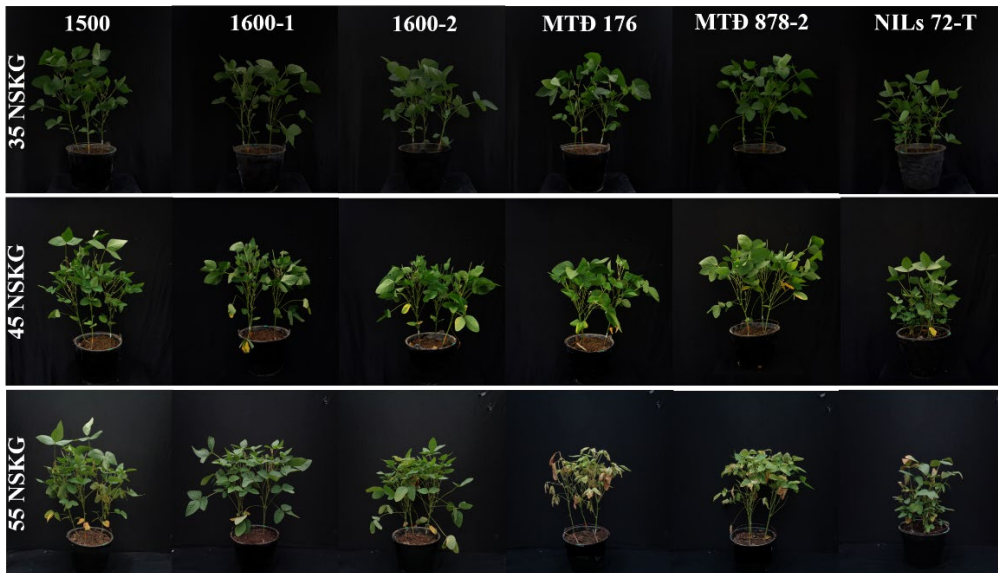 1500 1600-1 1600-2 MTĐ 176 MTĐ 878-2 NILs 72-T
35 NSKG
45 NSKG
55 NSKG